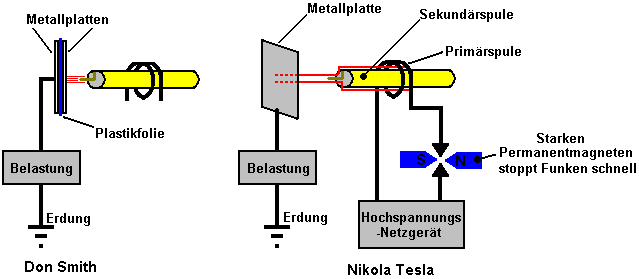 Metallplatten
Plastikfolie
Belastung
Erdung
Don Smith
Metallplatte
Sekundärspule
Primärspule
S N
Starken
Permanentmagneten
stoppt Funken schnell
Belastung
Erdung
Hochspannungs
-Netzgerät
Nikola Tesla